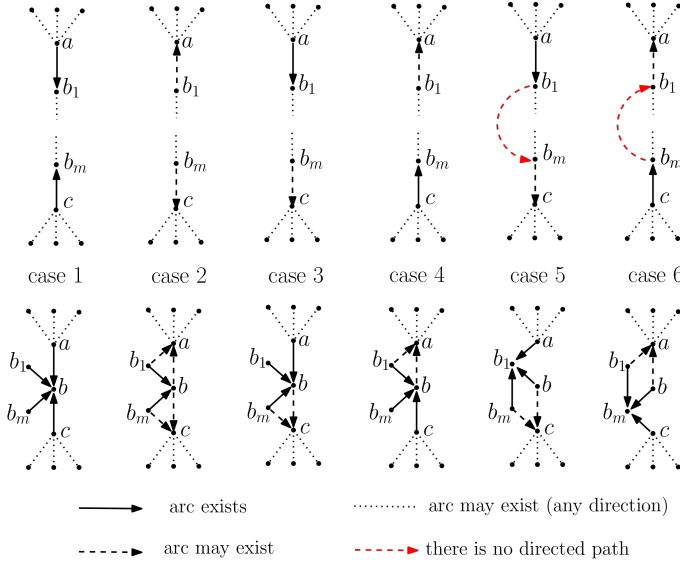 a a a a a a
b₁ b₁ b₁ b₁ b₁ b₁
bₘ bₘ bₘ bₘ bₘ bₘ
c c c c c c
case 1 case 2 case 3 case 4 case 5 case 6
a a a a a a
b₁ b₁ b₁ b₁ b₁ b₁
b b b b b b
bₘ bₘ bₘ bₘ bₘ bₘ
c c c c c c
arc exists
arc may exist (any direction)
arc may exist
there is no directed path